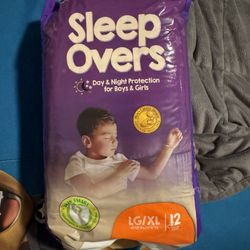 Sleep
Overs
Day & Night Protection
for Boys & Girls
LG/XL
12